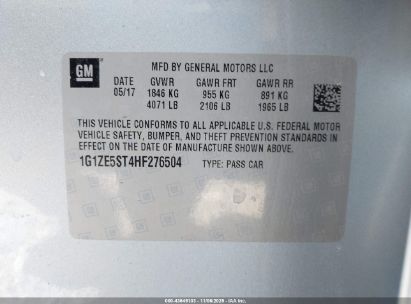 GM
MFD BY GENERAL MOTORS LLC
DATE GVWR GAWR FRT GAWR RR
05/17 1846 KG 955 KG 891 KG
4071 LB 2106 LB 1965 LB
THIS VEHICLE CONFORMS TO ALL APPLICABLE U.S. FEDERAL MOTOR
VEHICLE SAFETY, BUMPER, AND THEFT PREVENTION STANDARDS IN
EFFECT ON THE DATE OF MANUFACTURE SHOWN ABOVE.
1G1ZE5ST4HF276504 TYPE: PASS CAR